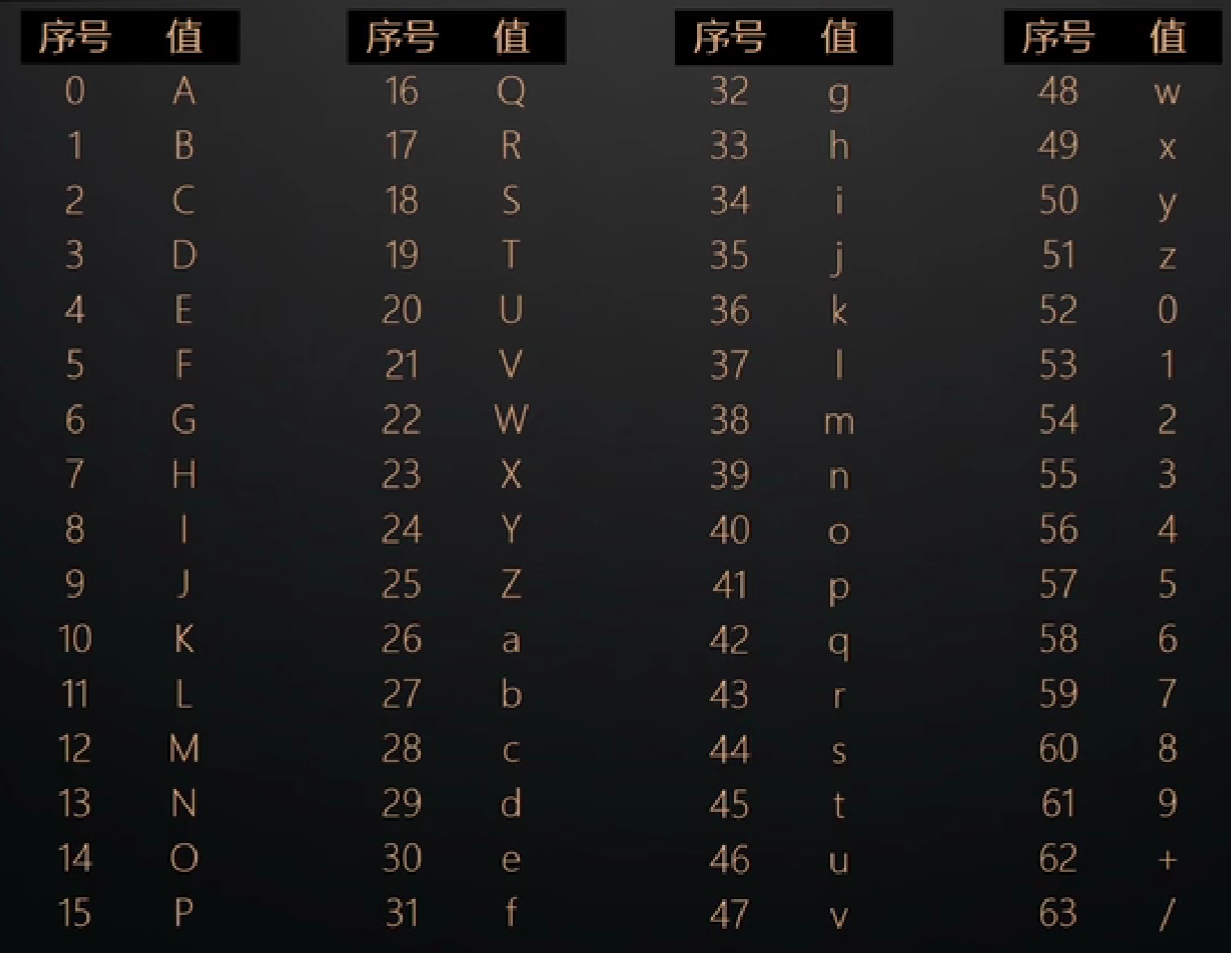 序号 值 序号 值 序号 值 序号 值
0 A 16 Q 32 g 48 w
1 B 17 R 33 h 49 x
2 C 18 S 34 i 50 y
3 D 19 T 35 j 51 z
4 E 20 U 36 k 52 0
5 F 21 V 37 l 53 1
6 G 22 W 38 m 54 2
7 H 23 X 39 n 55 3
8 I 24 Y 40 o 56 4
9 J 25 Z 41 p 57 5
10 K 26 a 42 q 58 6
11 L 27 b 43 r 59 7
12 M 28 c 44 s 60 8
13 N 29 d 45 t 61 9
14 O 30 e 46 u 62 +
15 P 31 f 47 v 63 /